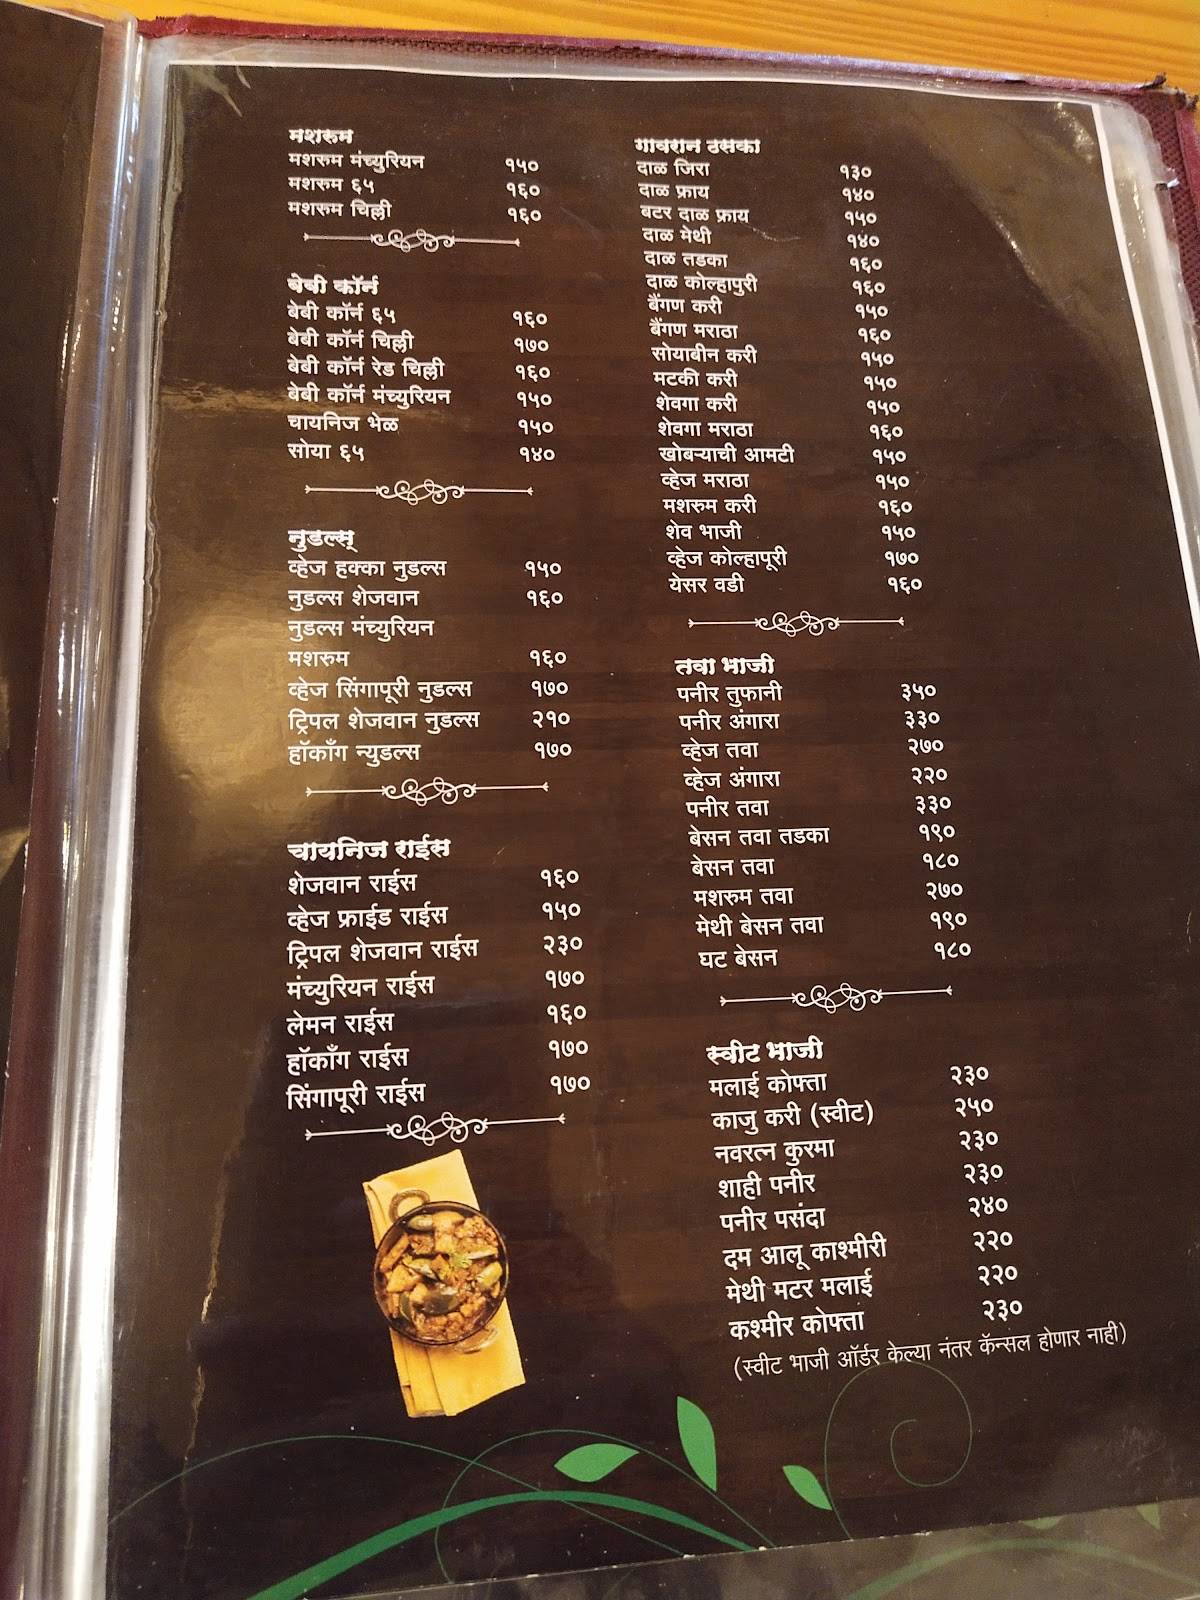 मशरूम
मशरूम मंच्युरियन १५०
मशरूम ६५ १६०
मशरूम चिल्ली १६०
बेबी कॉर्न
बेबी कॉर्न ६५ १६०
बेबी कॉर्न चिल्ली १७०
बेबी कॉर्न रेड चिल्ली १६०
बेबी कॉर्न मंच्युरियन १५०
चायनिज भेळ १५०
सोया ६५ १४०
नुडल्स्
व्हेज हक्का नुडल्स १५०
नुडल्स शेजवान १६०
नुडल्स मंच्युरियन
मशरूम १६०
व्हेज सिंगापूरी नुडल्स १७०
ट्रिपल शेजवान नुडल्स २१०
हॉकाँग न्युडल्स १७०
चायनिज राईस
शेजवान राईस १६०
व्हेज फ्राईड राईस १५०
ट्रिपल शेजवान राईस २३०
मंच्युरियन राईस १७०
लेमन राईस १६०
हॉकाँग राईस १७०
सिंगापूरी राईस १७०
गावरान ठसका
दाळ जिरा १३०
दाळ फ्राय १४०
बटर दाळ फ्राय १५०
दाळ मेथी १४०
दाळ तडका १६०
दाळ कोल्हापुरी १६०
बैंगण करी १५०
बैंगण मराठा १६०
सोयाबीन करी १५०
मटकी करी १५०
शेवगा करी १५०
शेवगा मराठा १६०
खोबऱ्याची आमटी १५०
व्हेज मराठा १५०
मशरूम करी १६०
शेव भाजी १५०
व्हेज कोल्हापूरी १७०
येसर वडी १६०
तवा भाजी
पनीर तुफानी ३५०
पनीर अंगारा ३३०
व्हेज तवा २७०
व्हेज अंगारा २२०
पनीर तवा ३३०
बेसन तवा तडका १९०
बेसन तवा १८०
मशरूम तवा २७०
मेथी बेसन तवा १९०
घट बेसन १८०
स्वीट भाजी
मलाई कोफ्ता २३०
काजु करी (स्वीट) २५०
नवरत्न कुरमा २३०
शाही पनीर २३०
पनीर पसंदा २४०
दम आलू काश्मीरी २२०
मेथी मटर मलाई २२०
कश्मीर कोफ्ता २३०
(स्वीट भाजी ऑर्डर केल्या नंतर कॅन्सल होणार नाही)